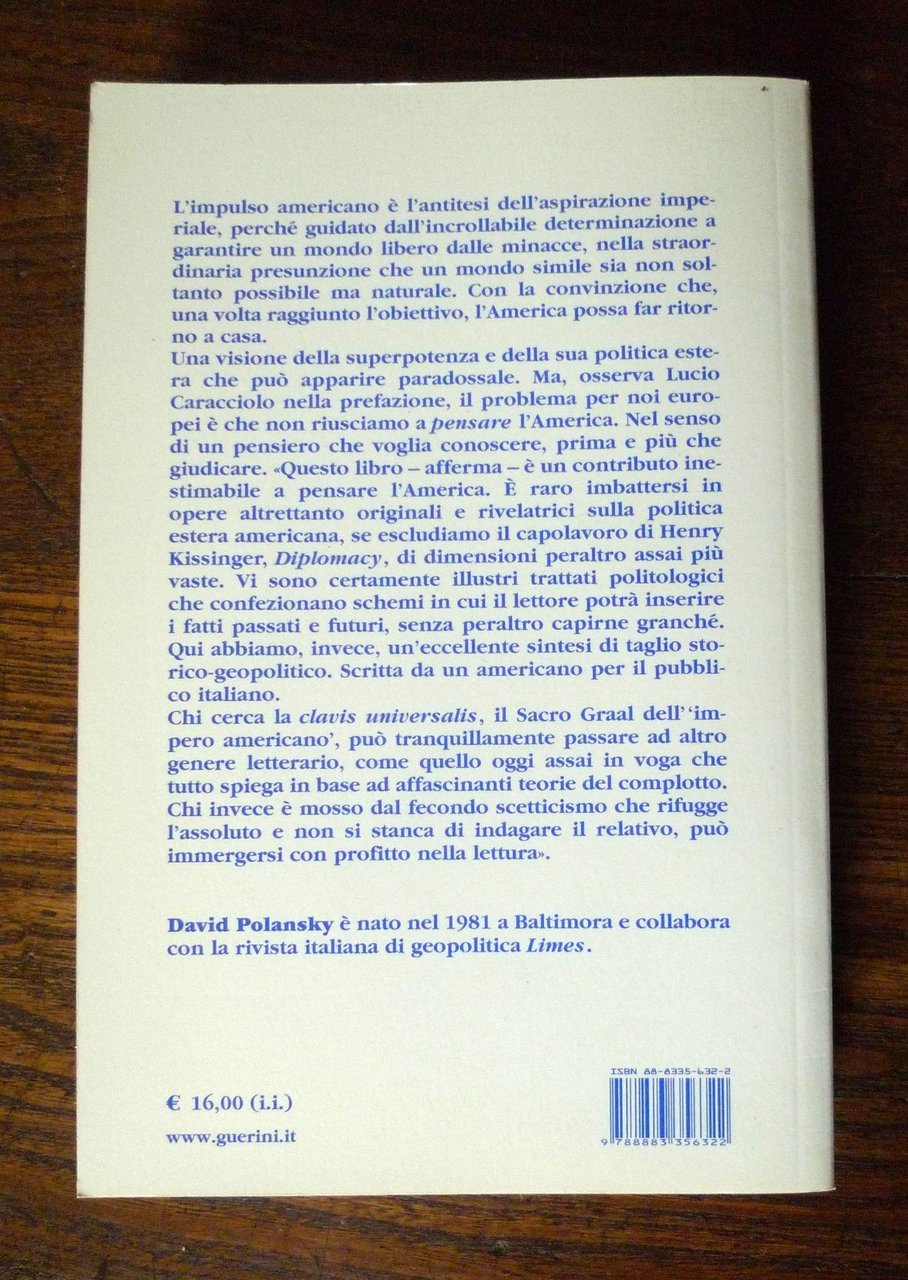 L'impulso americano è l'antitesi dell'aspirazione impe-
riale, perché guidato dall'incrollabile determinazione a
garantire un mondo libero dalle minacce, nella straor-
dinaria presunzione che un mondo simile sia non sol-
tanto possibile ma naturale. Con la convinzione che,
una volta raggiunto l'obiettivo, l'America possa far ritor-
no a casa.
Una visione della superpotenza e della sua politica este-
ra che può apparire paradossale. Ma, osserva Lucio
Caracciolo nella prefazione, il problema per noi euro-
pei è che non riusciamo a pensare l'America. Nel senso
di un pensiero che voglia conoscere, prima e più che
giudicare. «Questo libro – afferma – è un contributo ine-
stimabile a pensare l'America. È raro imbattersi in
opere altrettanto originali e rivelatrici sulla politica
estera americana, se escludiamo il capolavoro di Henry
Kissinger, Diplomacy, di dimensioni peraltro assai più
vaste. Vi sono certamente illustri trattati politologici
che confezionano schemi in cui il lettore potrà inserire
i fatti passati e futuri, senza peraltro capirne granché.
Qui abbiamo, invece, un'eccellente sintesi di taglio sto-
rico-geopolitico. Scritta da un americano per il pubbli-
co italiano.
Chi cerca la clavis universalis, il Sacro Graal dell''im-
pero americano', può tranquillamente passare ad altro
genere letterario, come quello oggi assai in voga che
tutto spiega in base ad affascinanti teorie del complotto.
Chi invece è mosso dal fecondo scetticismo che rifugge
l'assoluto e non si stanca di indagare il relativo, può
immergersi con profitto nella lettura».
David Polansky è nato nel 1981 a Baltimora e collabora
con la rivista italiana di geopolitica Limes.
ISBN 88-8335-632-2
€ 16,00 (i.i.)
www.guerini.it
9 788883 356322